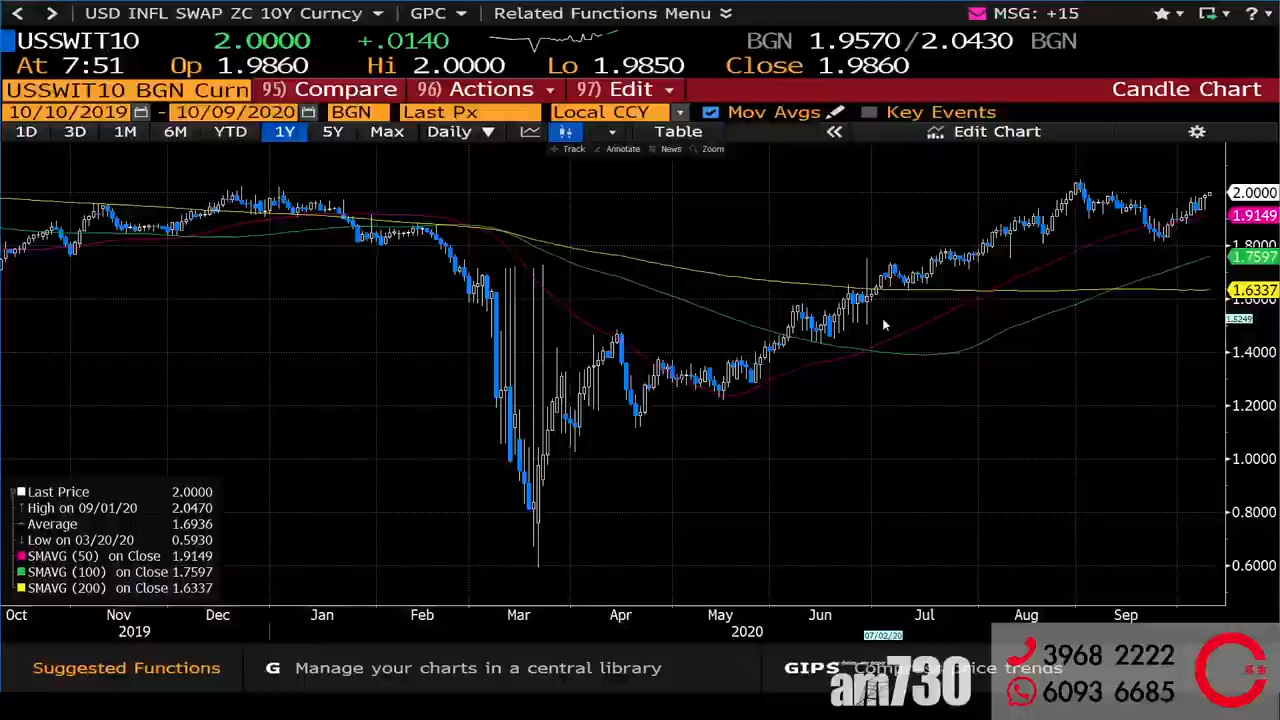 < > USD INFL SWAP ZC 10Y Curncy GPC Related Functions Menu MSG: +15 ?
USSWIT10 2.0000 +.0140 BGN 1.9570/2.0430 BGN
At 7:51 Op 1.9860 Hi 2.0000 Lo 1.9850 Close 1.9860
USSWIT10 BGN Curn 95) Compare 96) Actions 97) Edit Candle Chart
10/10/2019 - 10/09/2020 BGN Last Px Local CCY Mov Avgs Key Events
1D 3D 1M 6M YTD 1Y 5Y Max Daily ▼ Table « Edit Chart
Track Annotate News Zoom
2.0000
1.9149
1.8000
1.7597
1.6337
1.6000
1.5249
1.4000
1.2000
1.0000
0.8000
0.6000
Last Price 2.0000
High on 09/01/20 2.0470
Average 1.6936
Low on 03/20/20 0.5930
SMAVG (50) on Close 1.9149
SMAVG (100) on Close 1.7597
SMAVG (200) on Close 1.6337
Oct Nov Dec Jan Feb Mar Apr May Jun Jul Aug Sep
2019 2020 07/02/20
Suggested Functions G Manage your charts in a central library GIPS price trends
am730
3968 2222
6093 6685